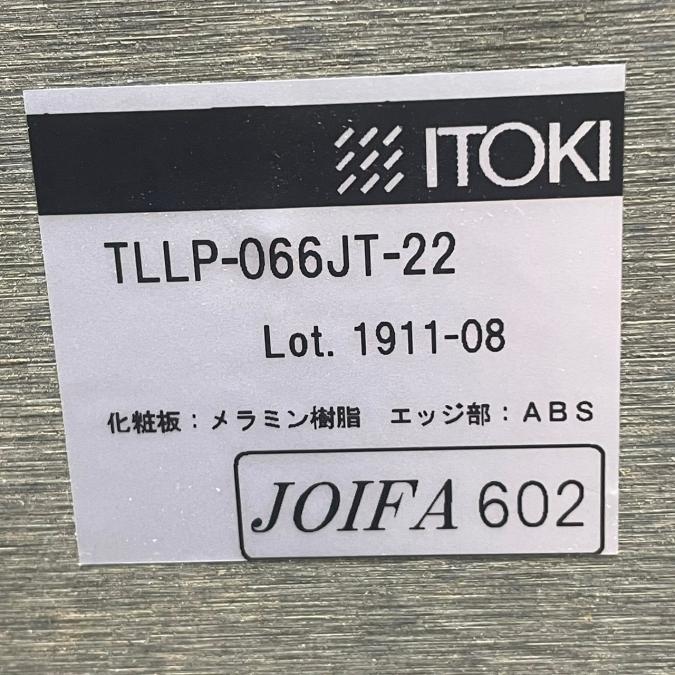 ITOKI
TLLP-066JT-22
Lot. 1911-08
化粧板：メラミン樹脂　エッジ部：ABS
JOIFA 602